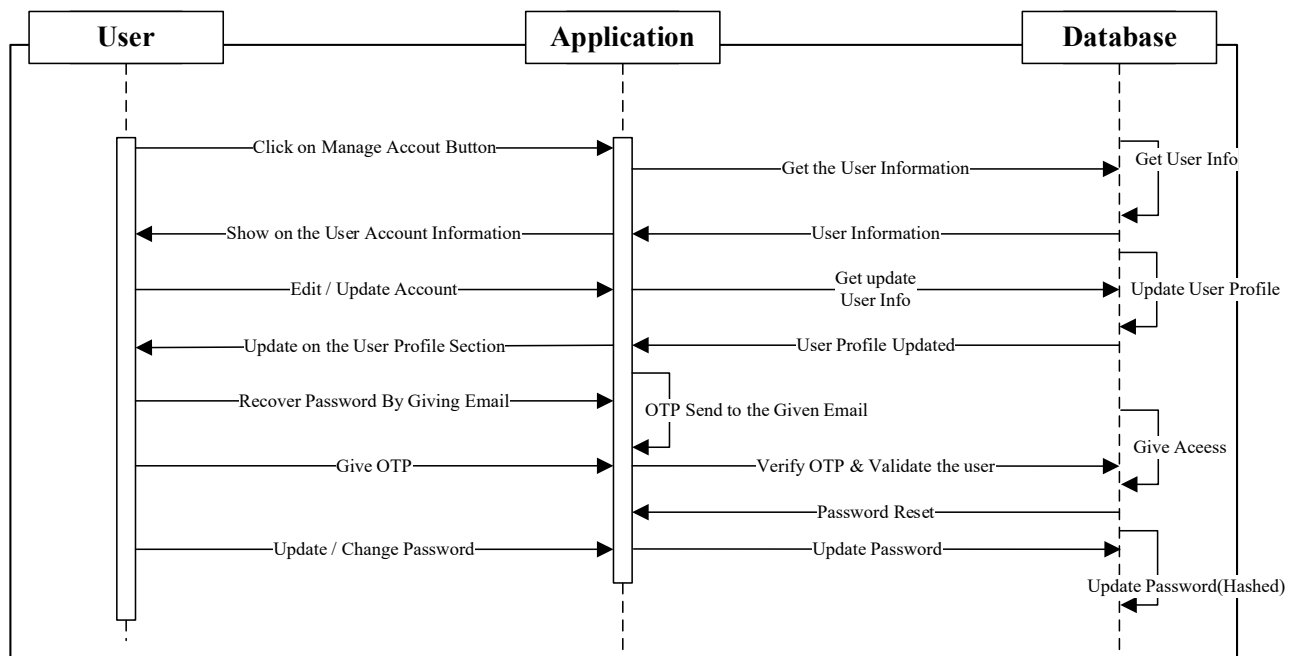 User
Application
Database
Click on Manage Accout Button
Get User Info
Get the User Information
Show on the User Account Information
User Information
Edit / Update Account
Get update
User Info
Update User Profile
Update on the User Profile Section
User Profile Updated
Recover Password By Giving Email
OTP Send to the Given Email
Give Aceess
Give OTP
Verify OTP & Validate the user
Password Reset
Update / Change Password
Update Password
Update Password(Hashed)